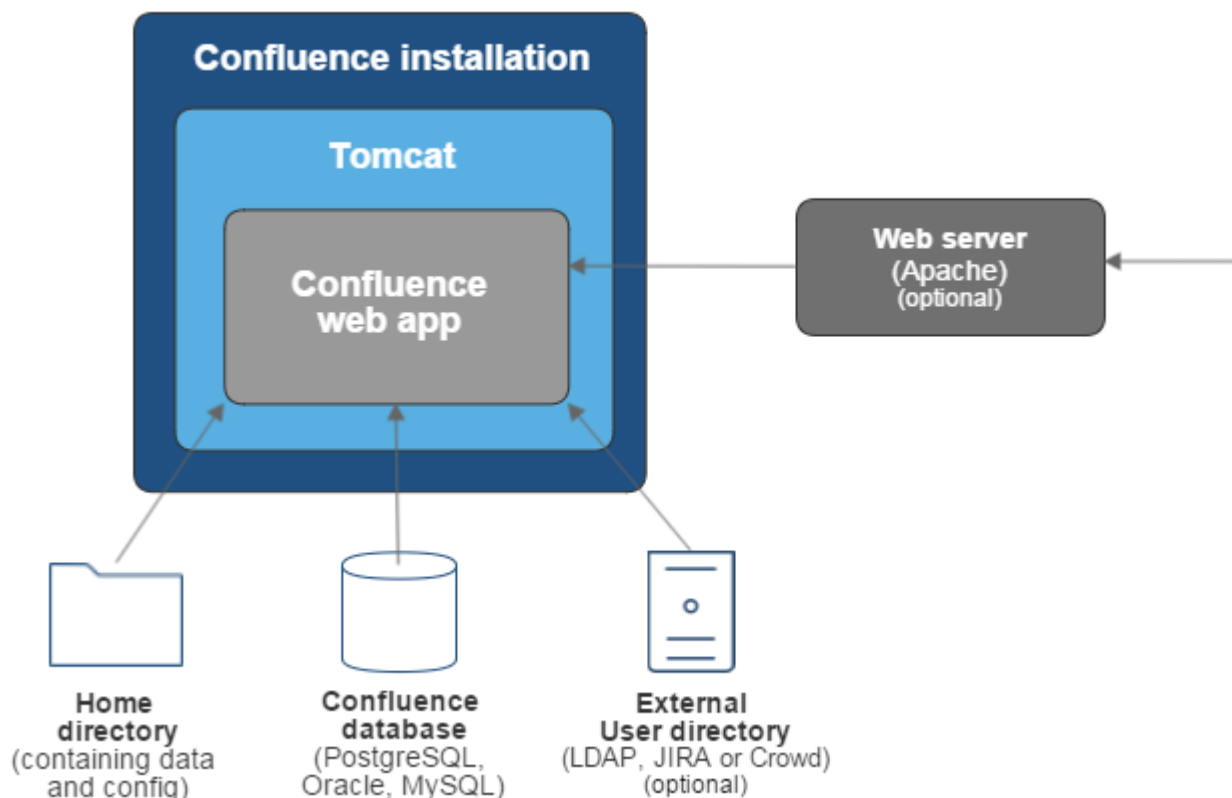 Confluence installation
Tomcat
Confluence
web app
Web server
(Apache)
(optional)
Home
directory
(containing data
and config)
Confluence
database
(PostgreSQL,
Oracle, MySQL)
External
User directory
(LDAP, JIRA or Crowd)
(optional)